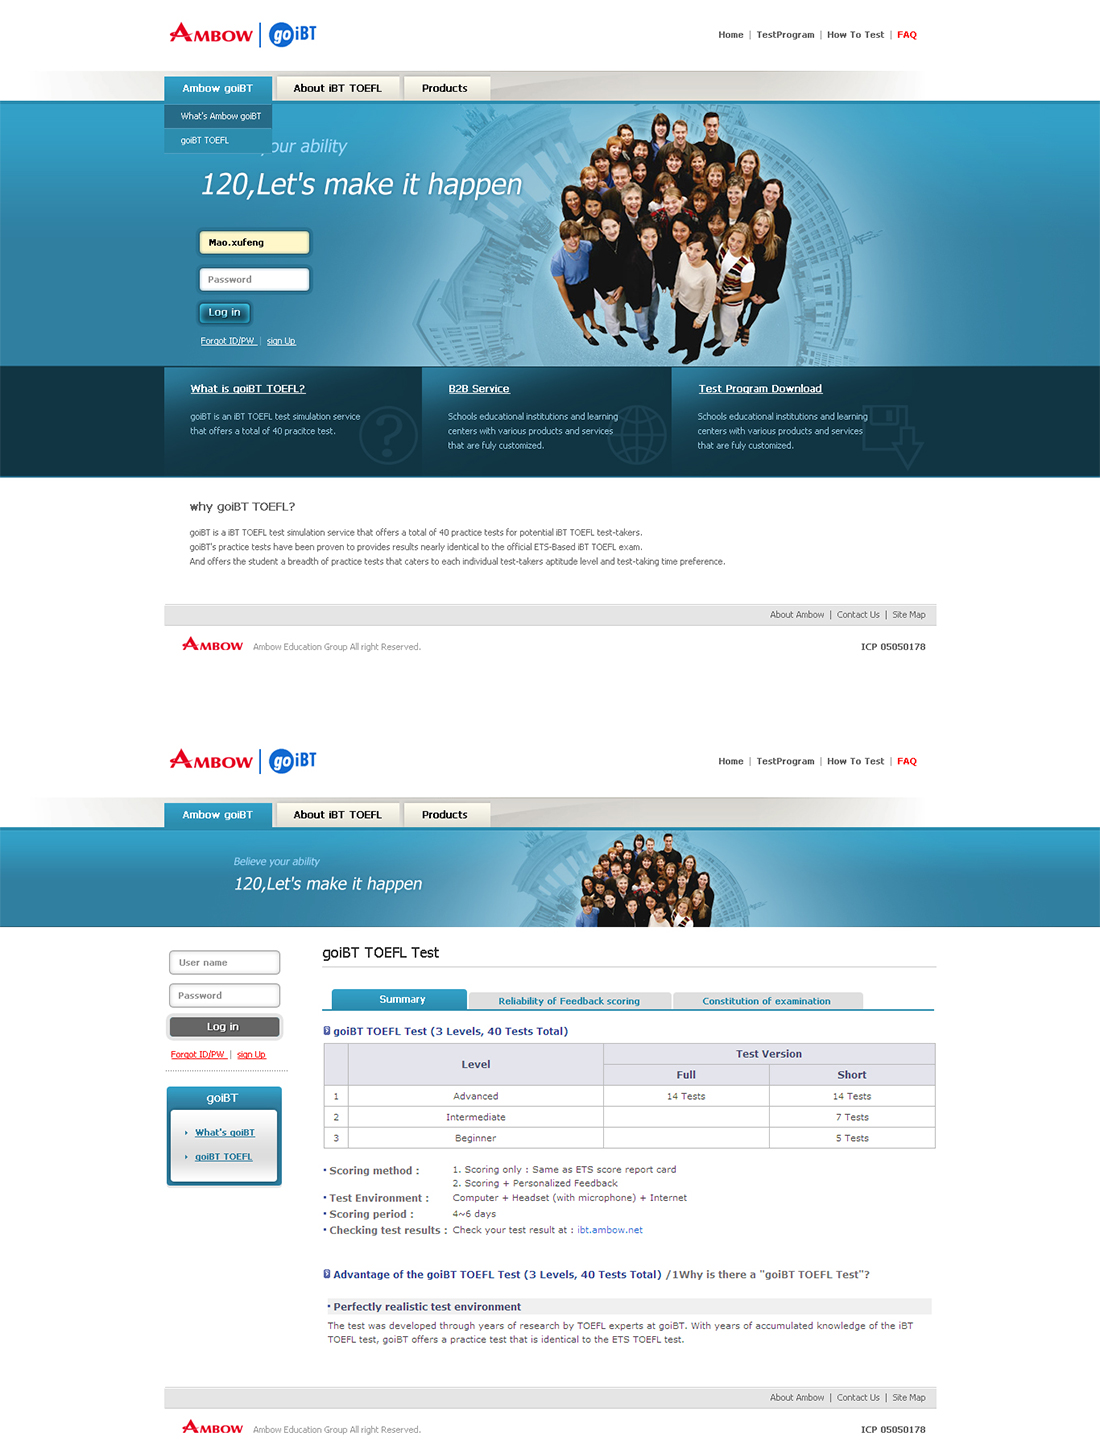 AMBOW | go iBT
Home | TestProgram | How To Test | FAQ
Ambow goiBT About iBT TOEFL Products
What's Ambow goiBT
goiBT TOEFL
your ability
120,Let's make it happen
Mao.xufeng
Password
Log in
Forgot ID/PW | sign Up
What is goiBT TOEFL? B2B Service Test Program Download
goiBT is an iBT TOEFL test simulation service Schools educational institutions and learning Schools educational institutions and learning
that offers a total of 40 pracitce test. centers with various products and services centers with various products and services
that are fuly customized. that are fuly customized.
why goiBT TOEFL?
goiBT is a iBT TOEFL test simulation service that offers a total of 40 practice tests for potential iBT TOEFL test-takers.
goiBT's practice tests have been proven to provides results nearly identical to the official ETS-Based iBT TOEFL exam.
And offers the student a breadth of practice tests that caters to each individual test-takers aptitude level and test-taking time preference.
About Ambow | Contact Us | Site Map
AMBOW Ambow Education Group All right Reserved. ICP 05050178
AMBOW | go iBT
Home | TestProgram | How To Test | FAQ
Ambow goiBT About iBT TOEFL Products
Believe your ability
120,Let's make it happen
User name
Password
Log in
Forgot ID/PW | sign Up
goiBT
What's goiBT
goiBT TOEFL
goiBT TOEFL Test
Summary Reliability of Feedback scoring Constitution of examination
goiBT TOEFL Test (3 Levels, 40 Tests Total)
Level Test Version
Full Short
1 Advanced 14 Tests 14 Tests
2 Intermediate 7 Tests
3 Beginner 5 Tests
• Scoring method : 1. Scoring only : Same as ETS score report card
2. Scoring + Personalized Feedback
• Test Environment : Computer + Headset (with microphone) + Internet
• Scoring period : 4~6 days
• Checking test results : Check your test result at : ibt.ambow.net
Advantage of the goiBT TOEFL Test (3 Levels, 40 Tests Total) /1Why is there a "goiBT TOEFL Test"?
• Perfectly realistic test environment
The test was developed through years of research by TOEFL experts at goiBT. With years of accumulated knowledge of the iBT
TOEFL test, goiBT offers a practice test that is identical to the ETS TOEFL test.
About Ambow | Contact Us | Site Map
AMBOW Ambow Education Group All right Reserved. ICP 05050178